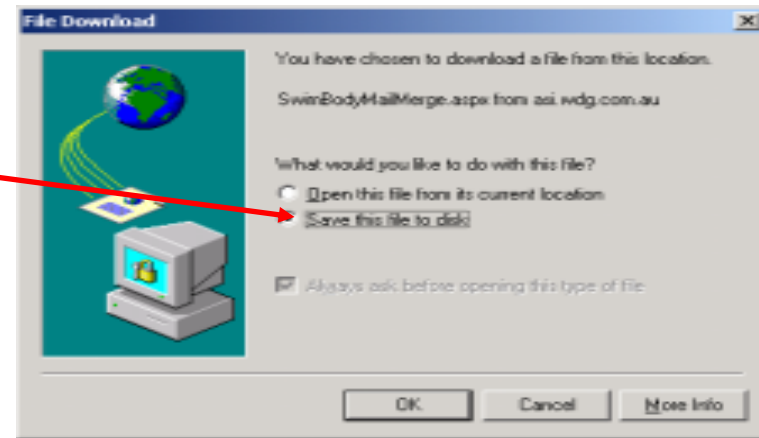 File Download
You have chosen to download a file from this location.
SwimBodyMailMerge.aspx from asi.wdg.com.au
What would you like to do with this file?
Open this file from its current location
Save this file to disk
Always ask before opening this type of file
OK Cancel More Info